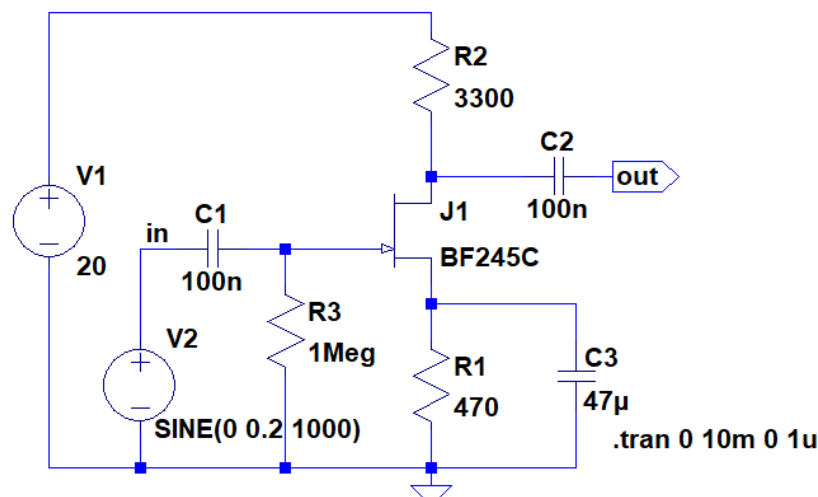 R2
3300
C2
out
100n
V1
20
C1
in
100n
J1
BF245C
R3
1Meg
V2
SINE(0 0.2 1000)
R1
470
C3
47µ
.tran 0 10m 0 1u